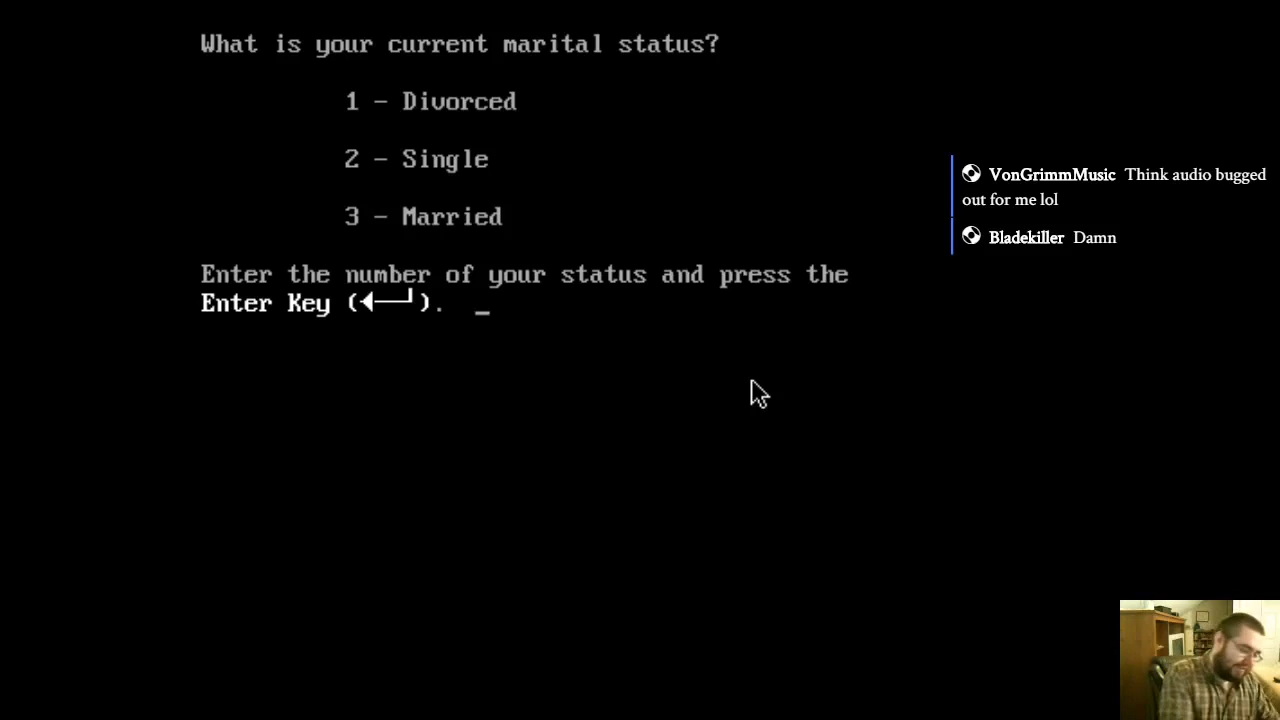 What is your current marital status?
1 - Divorced
2 - Single
3 - Married
Enter the number of your status and press the
Enter Key (◄─┘). _
VonGrimmMusic Think audio bugged
out for me lol
Bladekiller Damn